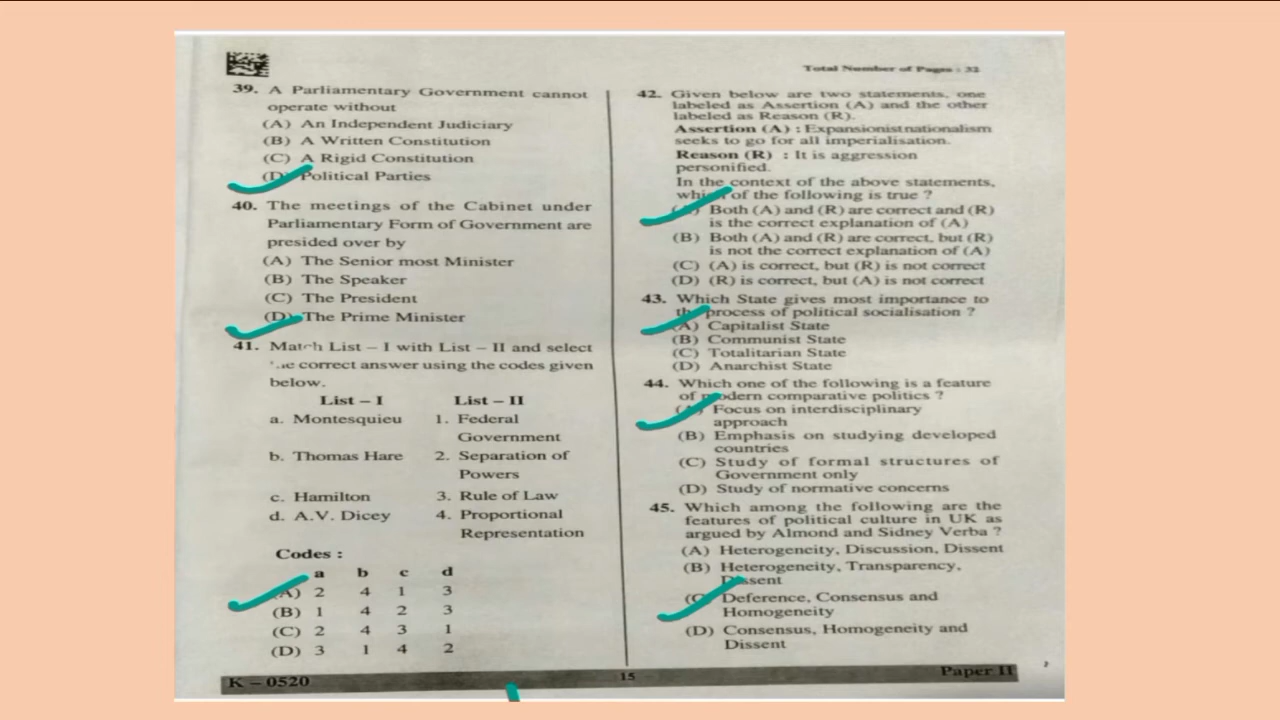 Total Number of Pages : 32
39. A Parliamentary Government cannot
operate without
(A) An Independent Judiciary
(B) A Written Constitution
(C) A Rigid Constitution
(D) Political Parties
40. The meetings of the Cabinet under
Parliamentary Form of Government are
presided over by
(A) The Senior most Minister
(B) The Speaker
(C) The President
(D) The Prime Minister
41. Match List – I with List – II and select
correct answer using the codes given
below.
List – I List – II
a. Montesquieu 1. Federal
Government
b. Thomas Hare 2. Separation of
Powers
c. Hamilton 3. Rule of Law
d. A.V. Dicey 4. Proportional
Representation
Codes :
a b c d
(A) 2 4 1 3
(B) 1 4 2 3
(C) 2 4 3 1
(D) 3 1 4 2
42. Given below are two statements, one
labeled as Assertion (A) and the other
labeled as Reason (R).
Assertion (A) : Expansionist nationalism
seeks to go for all imperialisation.
Reason (R) : It is aggression
personified.
In the context of the above statements,
which of the following is true ?
(A) Both (A) and (R) are correct and (R)
is the correct explanation of (A)
(B) Both (A) and (R) are correct, but (R)
is not the correct explanation of (A)
(C) (A) is correct, but (R) is not correct
(D) (R) is correct, but (A) is not correct
43. Which State gives most importance to
the process of political socialisation ?
(A) Capitalist State
(B) Communist State
(C) Totalitarian State
(D) Anarchist State
44. Which one of the following is a feature
of modern comparative politics ?
(A) Focus on interdisciplinary
approach
(B) Emphasis on studying developed
countries
(C) Study of formal structures of
Government only
(D) Study of normative concerns
45. Which among the following are the
features of political culture in UK as
argued by Almond and Sidney Verba ?
(A) Heterogeneity, Discussion, Dissent
(B) Heterogeneity, Transparency,
Dissent
(C) Deference, Consensus and
Homogeneity
(D) Consensus, Homogeneity and
Dissent
K – 0520 15 Paper II